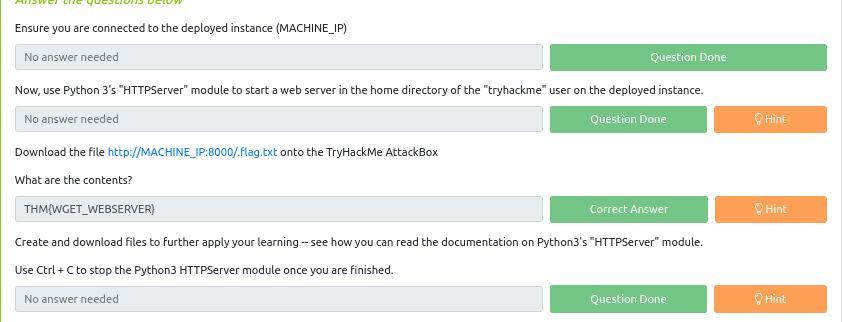 Answer the questions below
Ensure you are connected to the deployed instance (MACHINE_IP)
No answer needed
Question Done
Now, use Python 3's "HTTPServer" module to start a web server in the home directory of the "tryhackme" user on the deployed instance.
No answer needed
Question Done
Hint
Download the file http://MACHINE_IP:8000/.flag.txt onto the TryHackMe AttackBox
What are the contents?
THM{WGET_WEBSERVER}
Correct Answer
Hint
Create and download files to further apply your learning -- see how you can read the documentation on Python3's "HTTPServer" module.
Use Ctrl + C to stop the Python3 HTTPServer module once you are finished.
No answer needed
Question Done
Hint